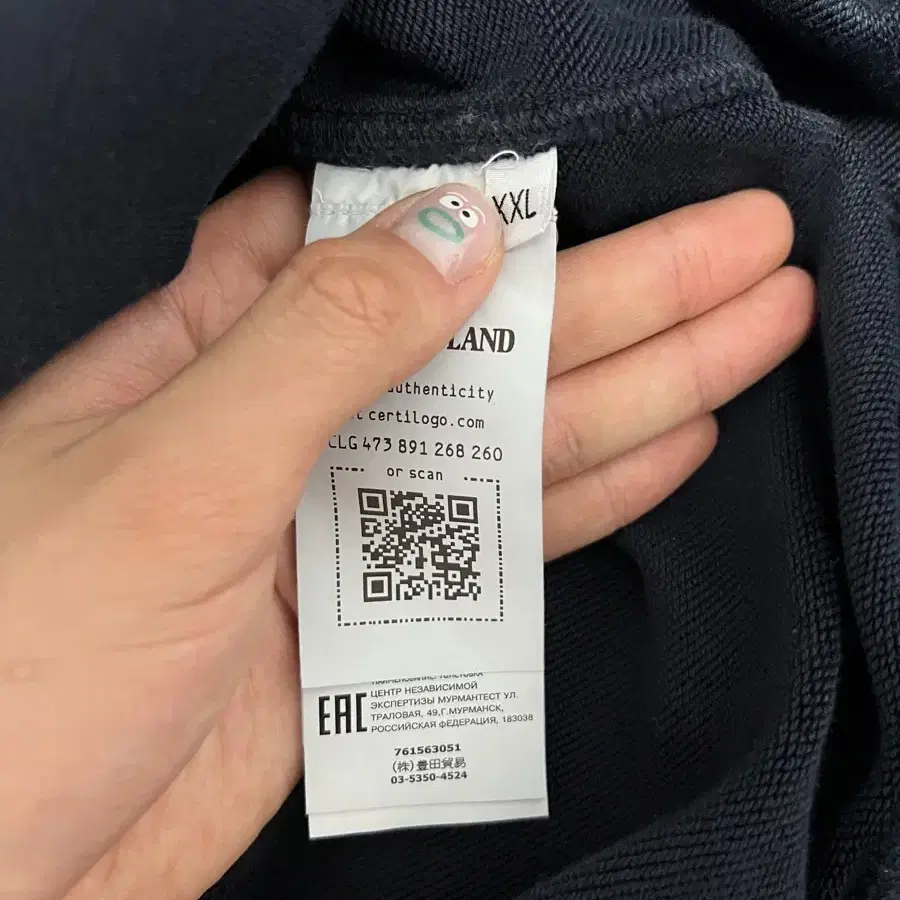 XXL
LAND
authenticity
certilogo.com
CLG 473 891 268 260
or scan
EAC
ЦЕНТР НЕЗАВИСИМОЙ
ЭКСПЕРТИЗЫ МУРМАНТЕСТ УЛ.
ТРАЛОВАЯ, 49,Г.МУРМАНСК,
РОССИЙСКАЯ ФЕДЕРАЦИЯ, 183038
761563051
(株)豊田貿易
03-5350-4524